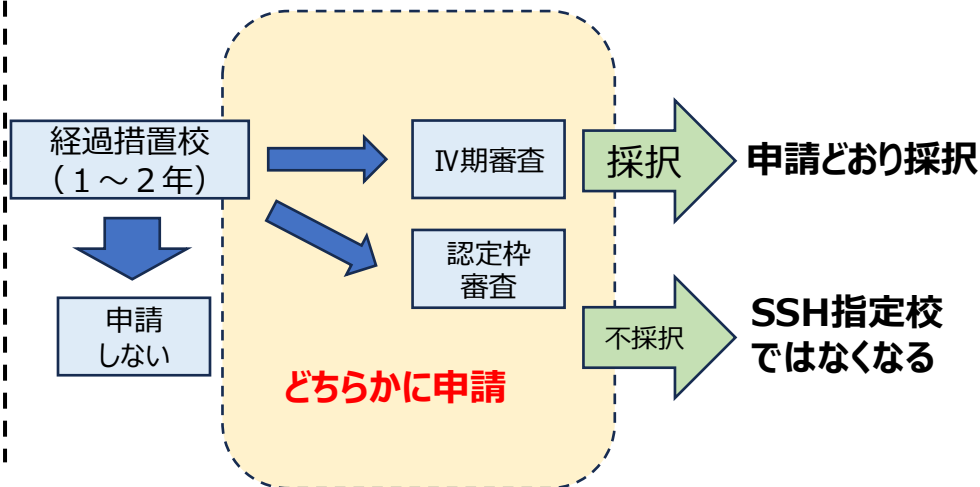 経過措置校
（１～２年）
Ⅳ期審査
採択
申請どおり採択
認定枠
審査
申請
しない
不採択
SSH指定校
ではなくなる
どちらかに申請